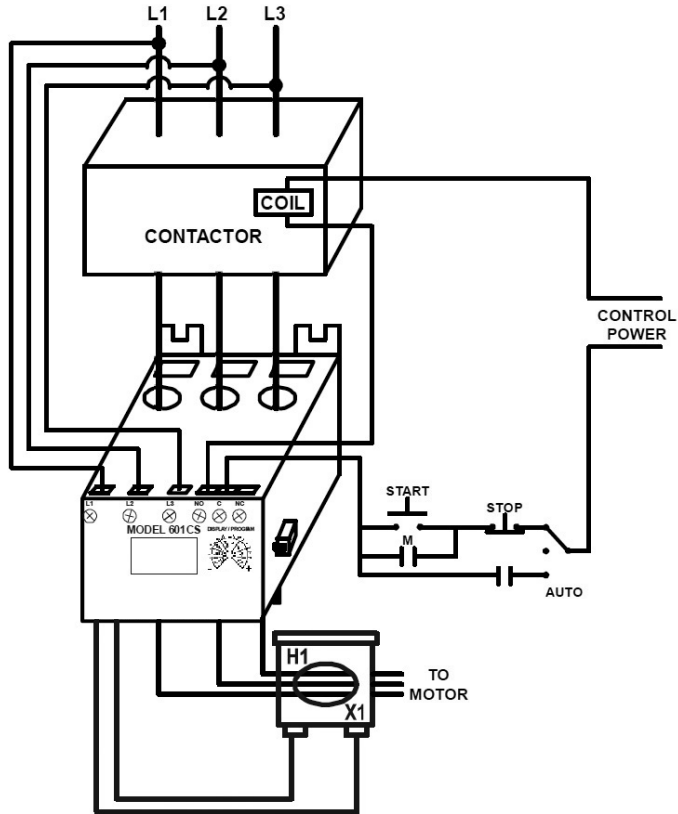 L1 L2 L3
COIL
CONTACTOR
CONTROL
POWER
START
STOP
M
AUTO
L1 L2 L3 NO C NC
MODEL 601CS DISPLAY / PROGRAM
- +
H1
X1
TO
MOTOR